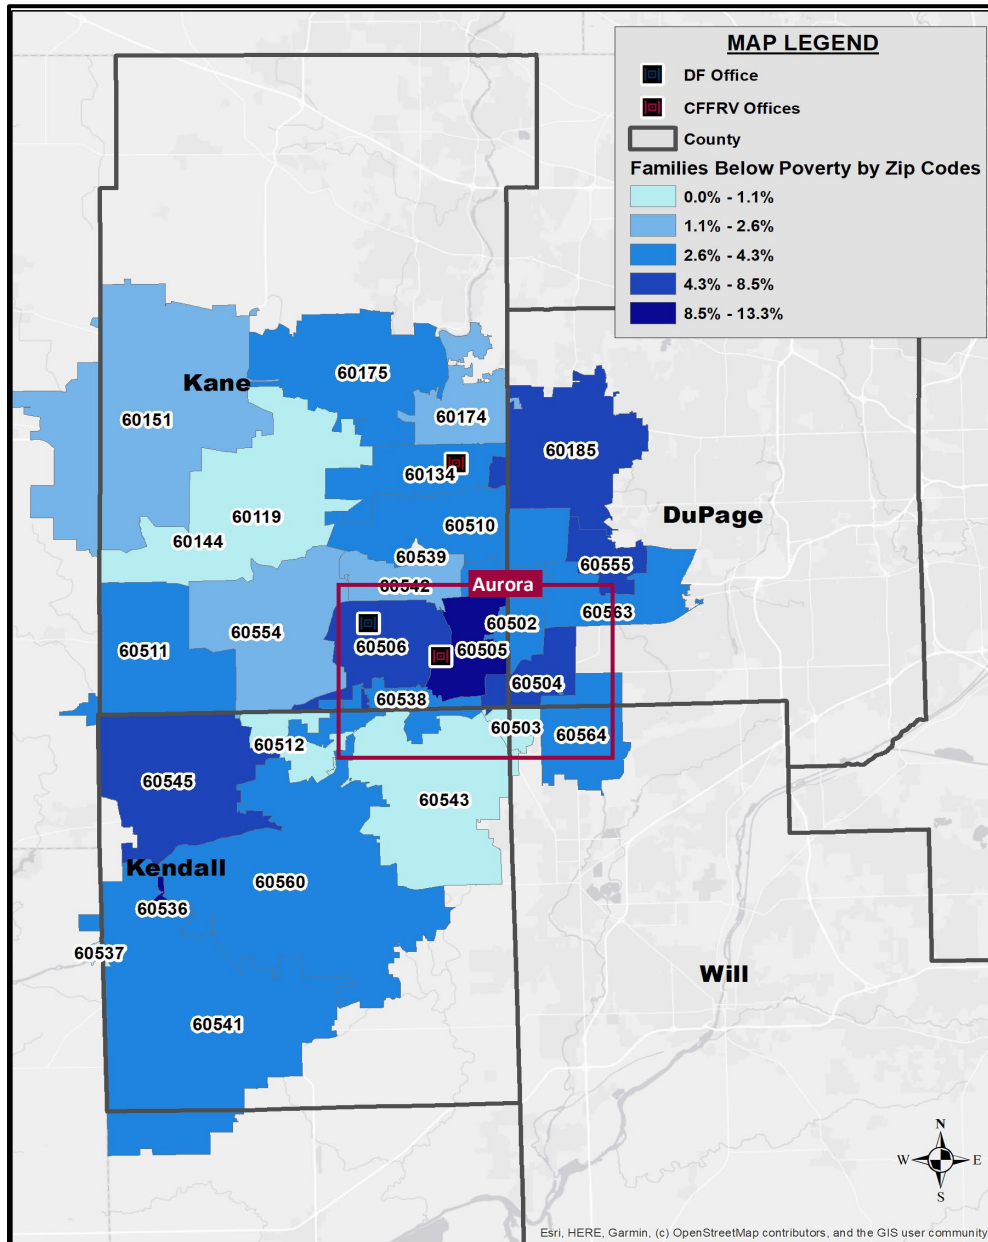 MAP LEGEND
DF Office
CFFRV Offices
County
Families Below Poverty by Zip Codes
0.0% - 1.1%
1.1% - 2.6%
2.6% - 4.3%
4.3% - 8.5%
8.5% - 13.3%
Kane
60175
60151
60174
60185
60134
60119
60510
DuPage
60144
60539
60555
60542
Aurora
60563
60554
60502
60511
60506
60505
60504
60538
60503
60512
60564
60545
60543
Kendall
60560
60536
60537
Will
60541
N
W
E
S
Esri, HERE, Garmin, (c) OpenStreetMap contributors, and the GIS user community